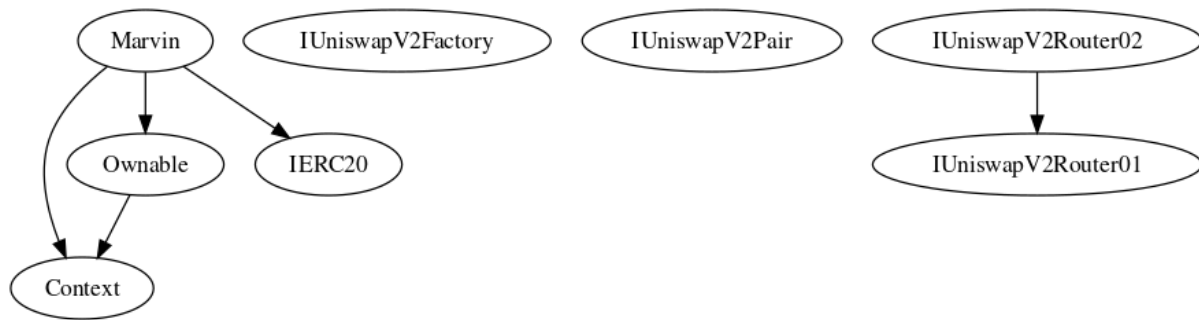 Marvin
IUniswapV2Factory
IUniswapV2Pair
IUniswapV2Router02
Ownable
IERC20
IUniswapV2Router01
Context